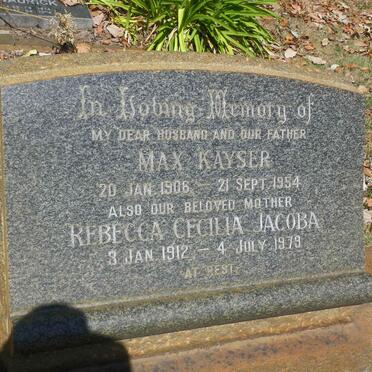 In Loving Memory of
MY DEAR HUSBAND AND OUR FATHER
MAX KAYSER
20 JAN. 1906 – 21 SEPT. 1954
ALSO OUR BELOVED MOTHER
REBECCA CECILIA JACOBA
3 JAN. 1912 – 4 JULY. 1979
AT REST.